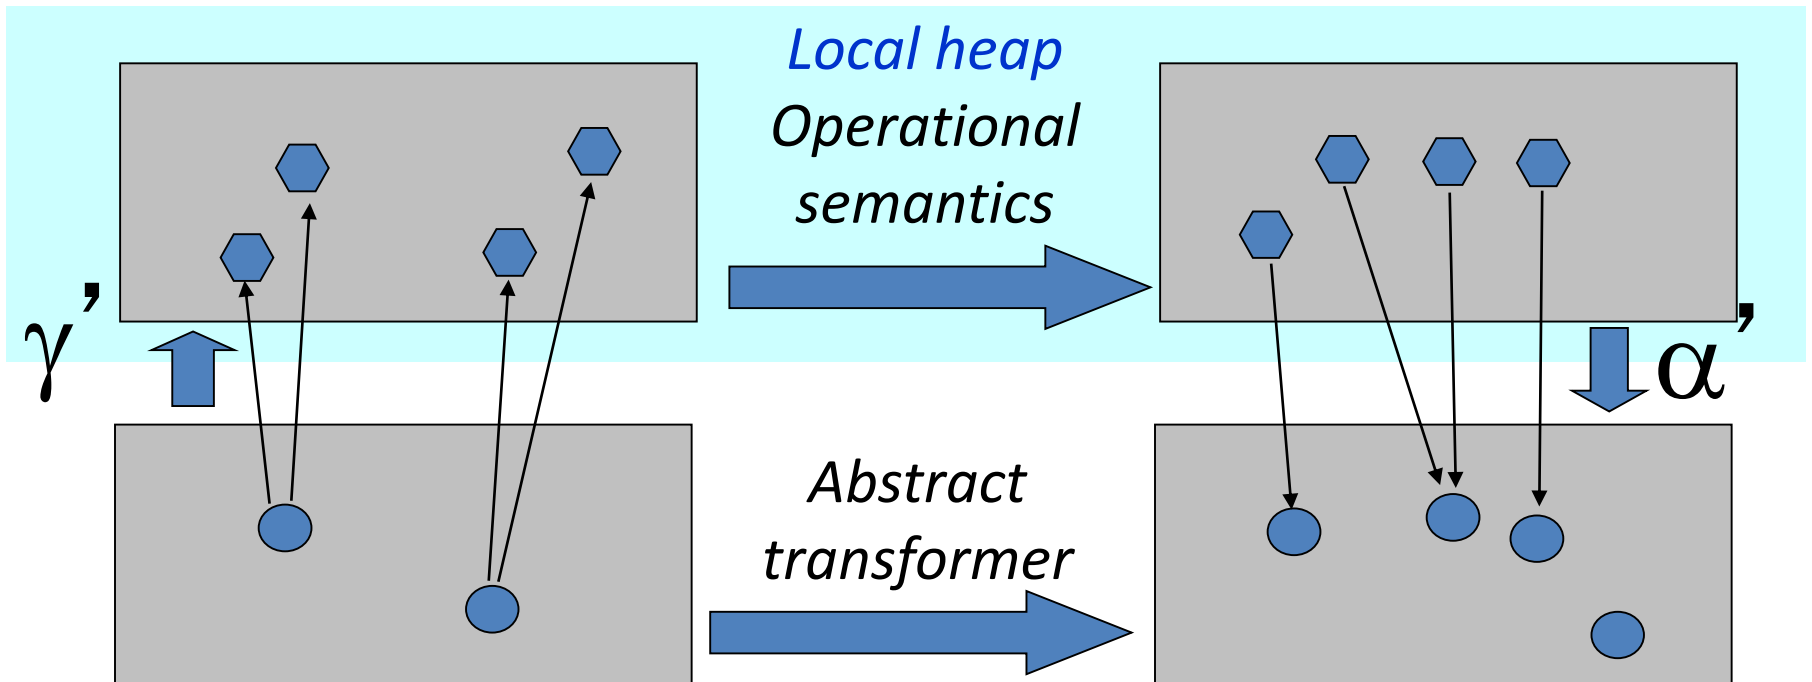 Local heap
Operational
semantics
γ’
α’
Abstract
transformer